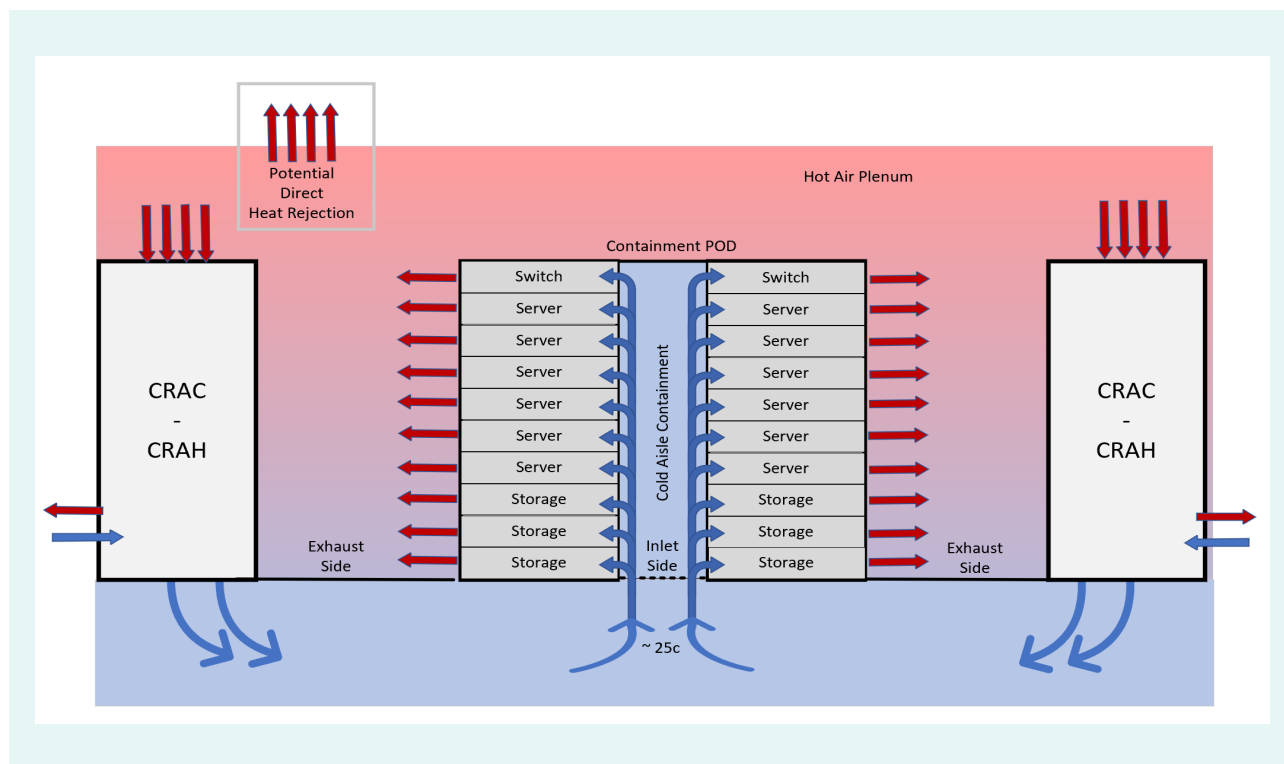 Potential
Direct
Heat Rejection
Hot Air Plenum
Containment POD
CRAC
-
CRAH
Switch
Server
Server
Server
Server
Server
Server
Storage
Storage
Storage
Cold Aisle Containment
Inlet
Side
Switch
Server
Server
Server
Server
Server
Server
Storage
Storage
Storage
CRAC
-
CRAH
Exhaust
Side
Exhaust
Side
~ 25c